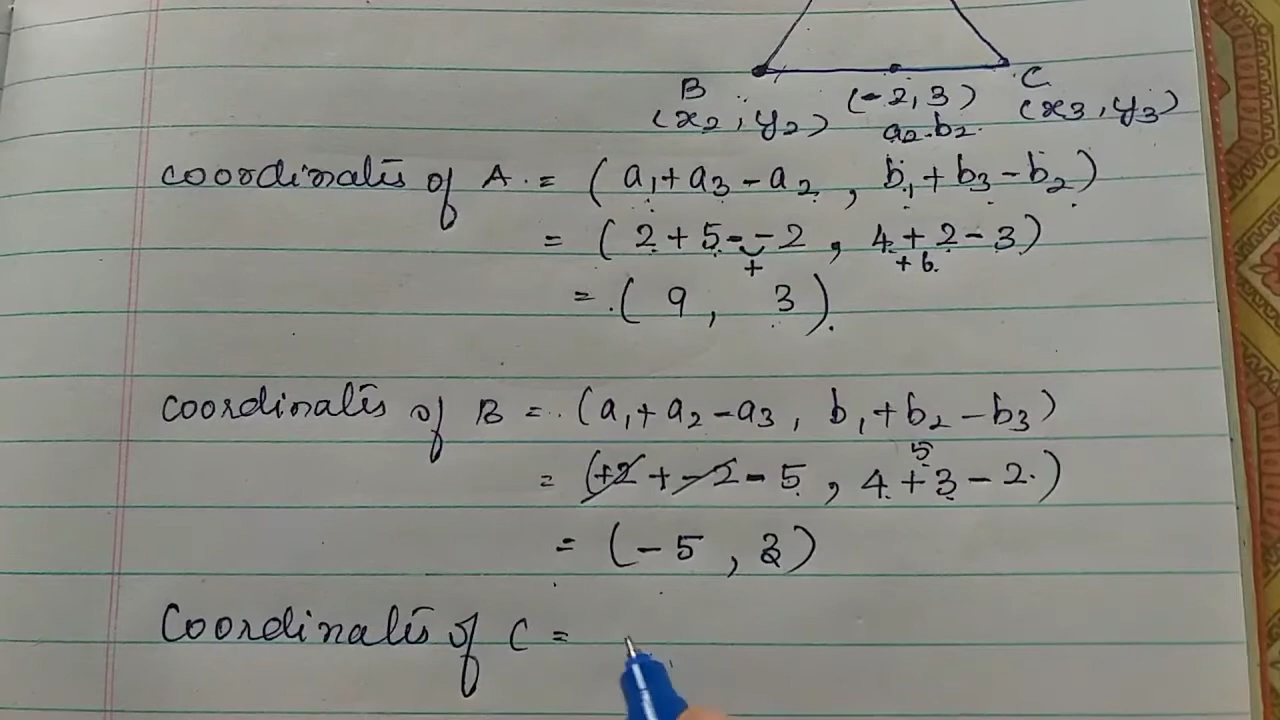 B (-2,3) C
(x2, y2) a2.b2. (x3, y3)
coordinates of A. = (a1+a3-a2, b1+b3-b2)
= (2+5--2, 4+2-3)
+ +6.
= .(9, 3).
coordinates of B = .(a1+a2-a3, b1+b2-b3)
5
= (+2+-2-5, 4+3-2.)
= (-5, 3)
Coordinates of C =